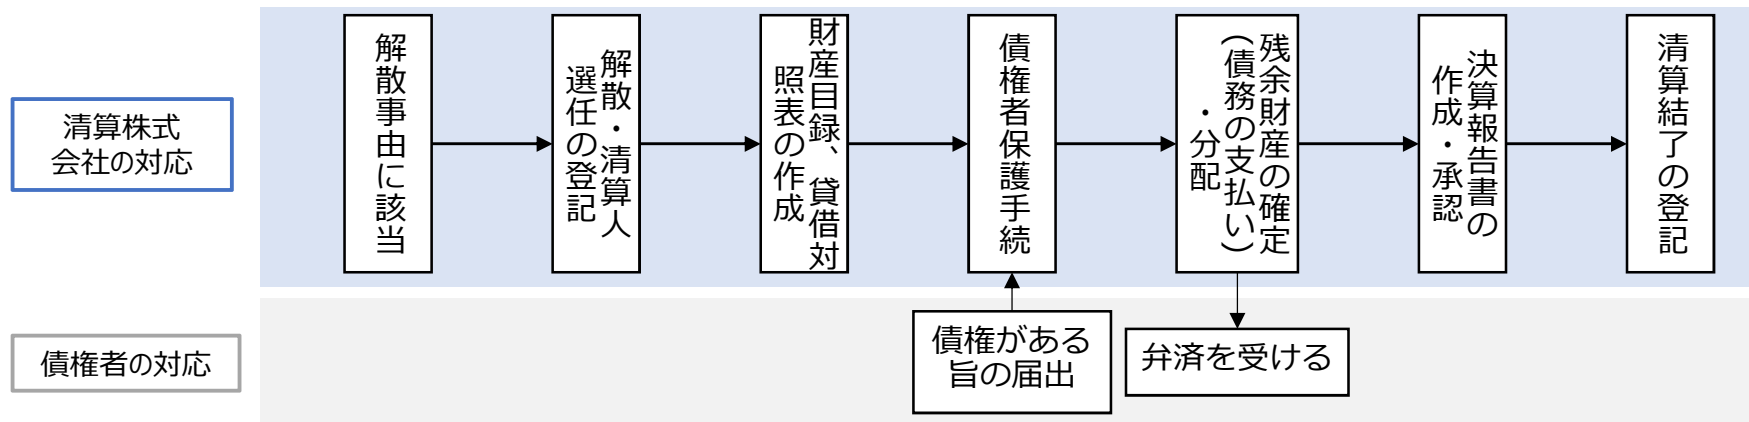 清算株式
会社の対応
解散事由に該当
解散・清算人
選任の登記
財産目録、貸借対
照表の作成
債権者保護手続
残余財産の確定
(債務の支払い)
・分配
決算報告書の
作成・承認
清算結了の登記
債権者の対応
債権がある
旨の届出
弁済を受ける